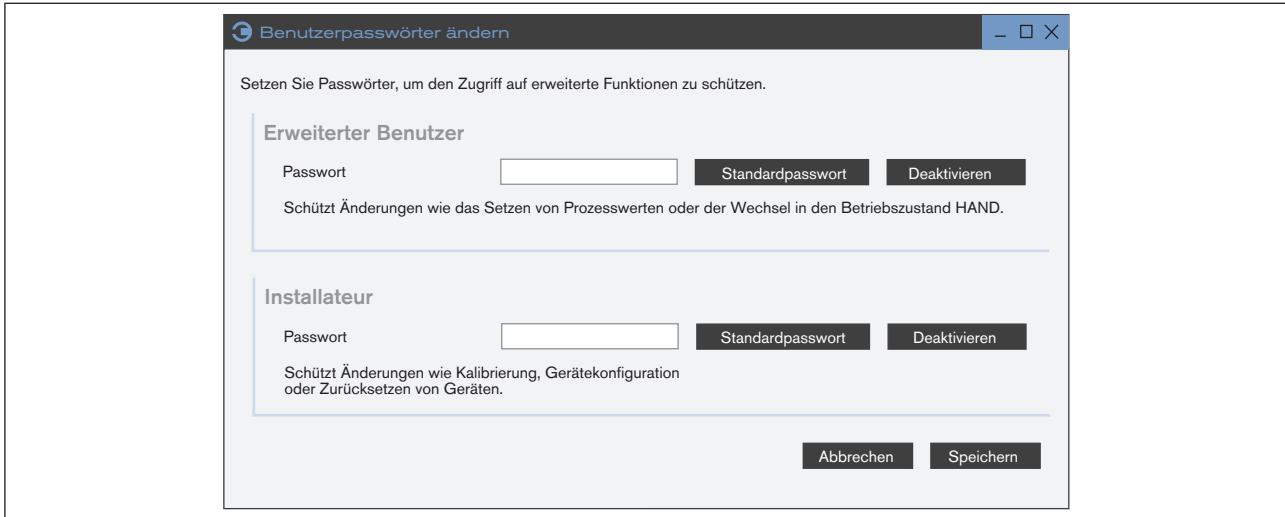 Benutzerpasswörter ändern
Setzen Sie Passwörter, um den Zugriff auf erweiterte Funktionen zu schützen.
Erweiterter Benutzer
Passwort Standardpasswort Deaktivieren
Schützt Änderungen wie das Setzen von Prozesswerten oder der Wechsel in den Betriebszustand HAND.
Installateur
Passwort Standardpasswort Deaktivieren
Schützt Änderungen wie Kalibrierung, Gerätekonfiguration
oder Zurücksetzen von Geräten.
Abbrechen Speichern